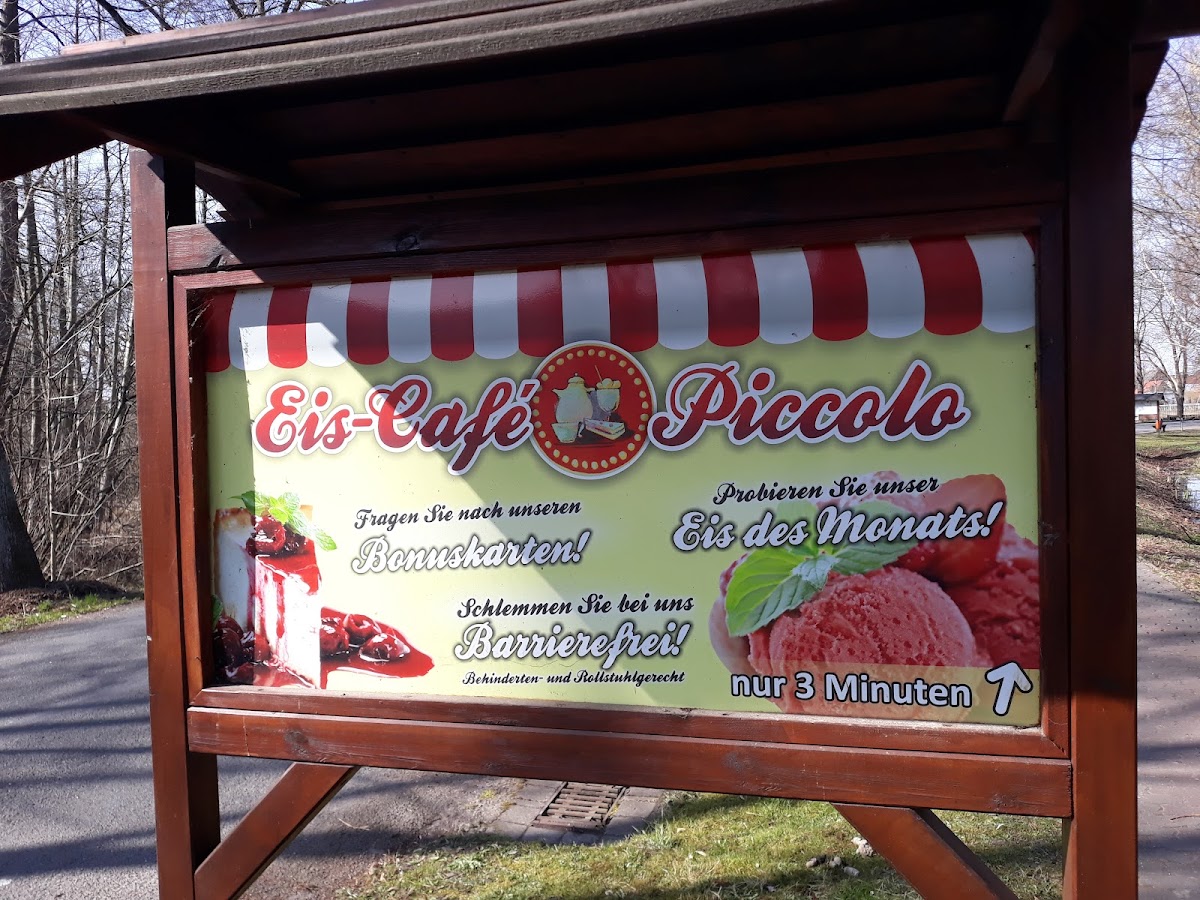 Eis-Café Piccolo
Fragen Sie nach unseren
Bonuskarten!
Probieren Sie unser
Eis des Monats!
Schlemmen Sie bei uns
Barrierefrei!
Behinderten- und Rollstuhlgerecht
nur 3 Minuten